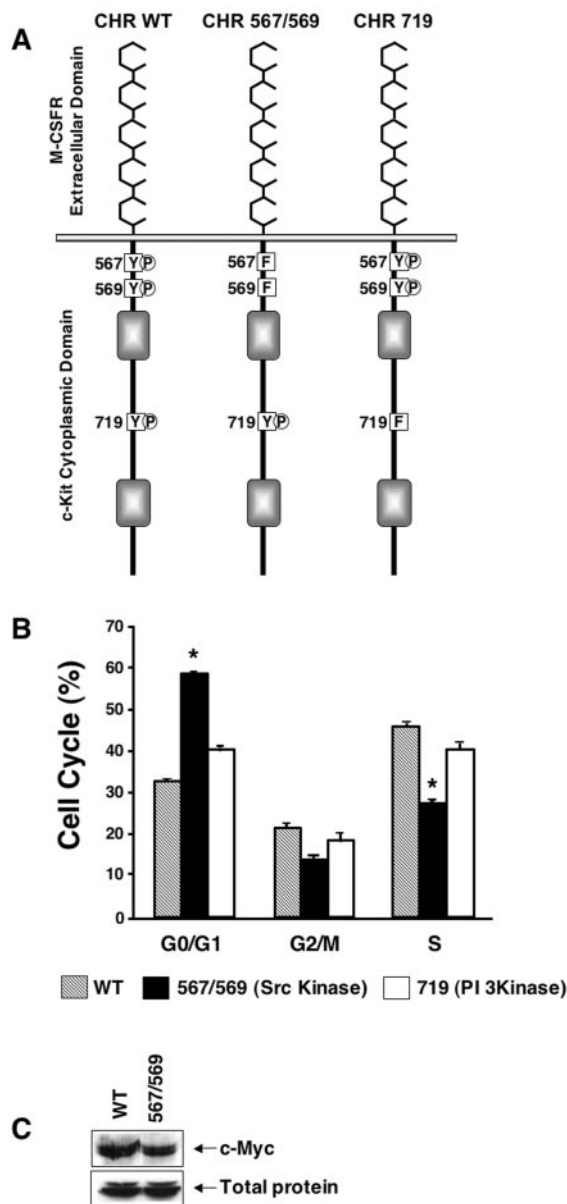 A
CHR WT CHR 567/569 CHR 719
M-CSFR
Extracellular Domain
567 Y P 567 F 567 Y P
569 Y P 569 F 569 Y P
c-Kit Cytoplasmic Domain
719 Y P 719 Y P 719 F
B
Cell Cycle (%)
70
60
*
50
40
*
30
20
10
0
G0/G1 G2/M S
WT 567/569 (Src Kinase) 719 (PI 3Kinase)
C
WT 567/569
c-Myc
Total protein